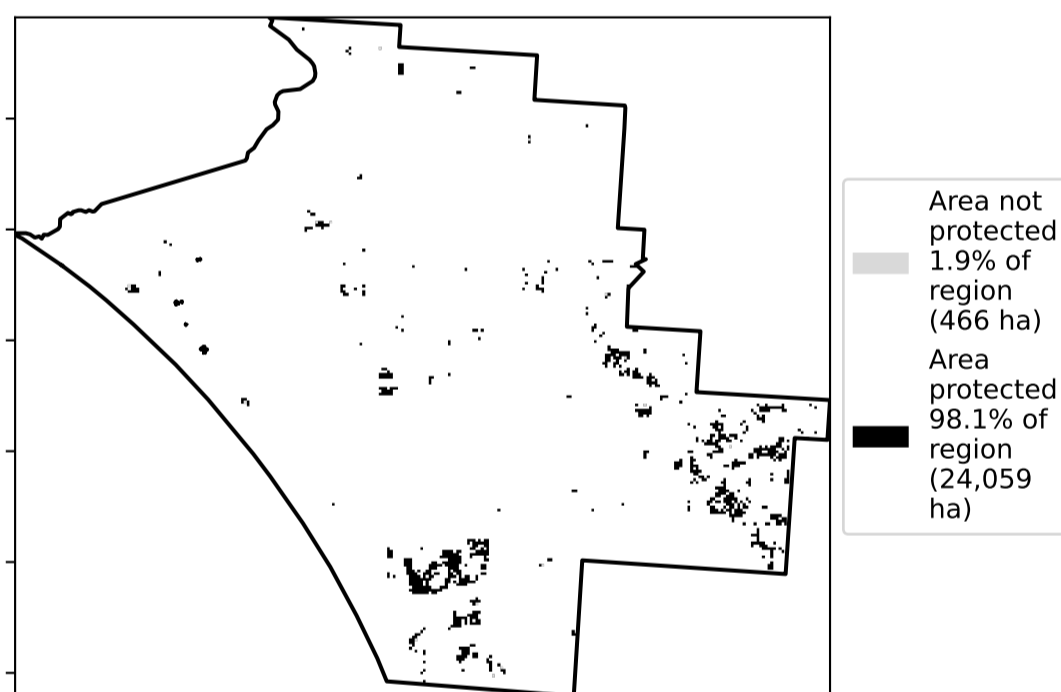 Area not
protected
1.9% of
region
(466 ha)
Area
protected
98.1% of
region
(24,059
ha)